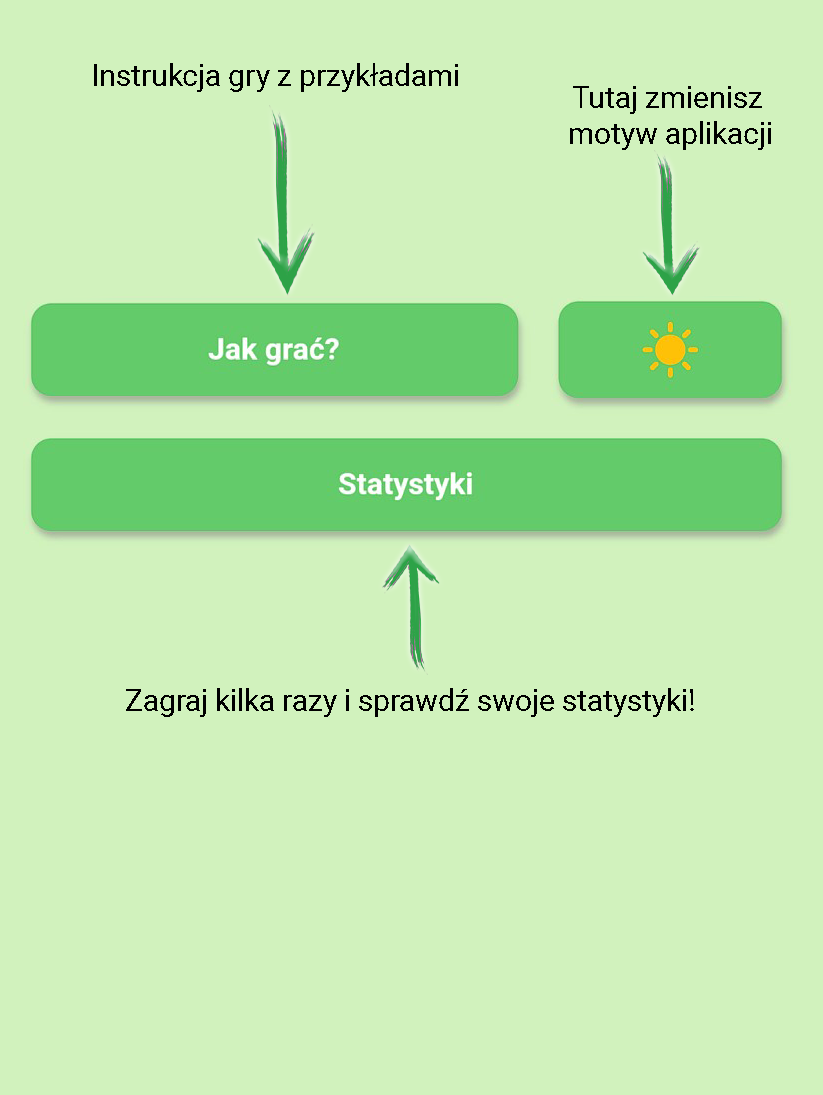 Instrukcja gry z przykładami
Tutaj zmienisz
motyw aplikacji
Jak grać?
Statystyki
Zagraj kilka razy i sprawdź swoje statystyki!